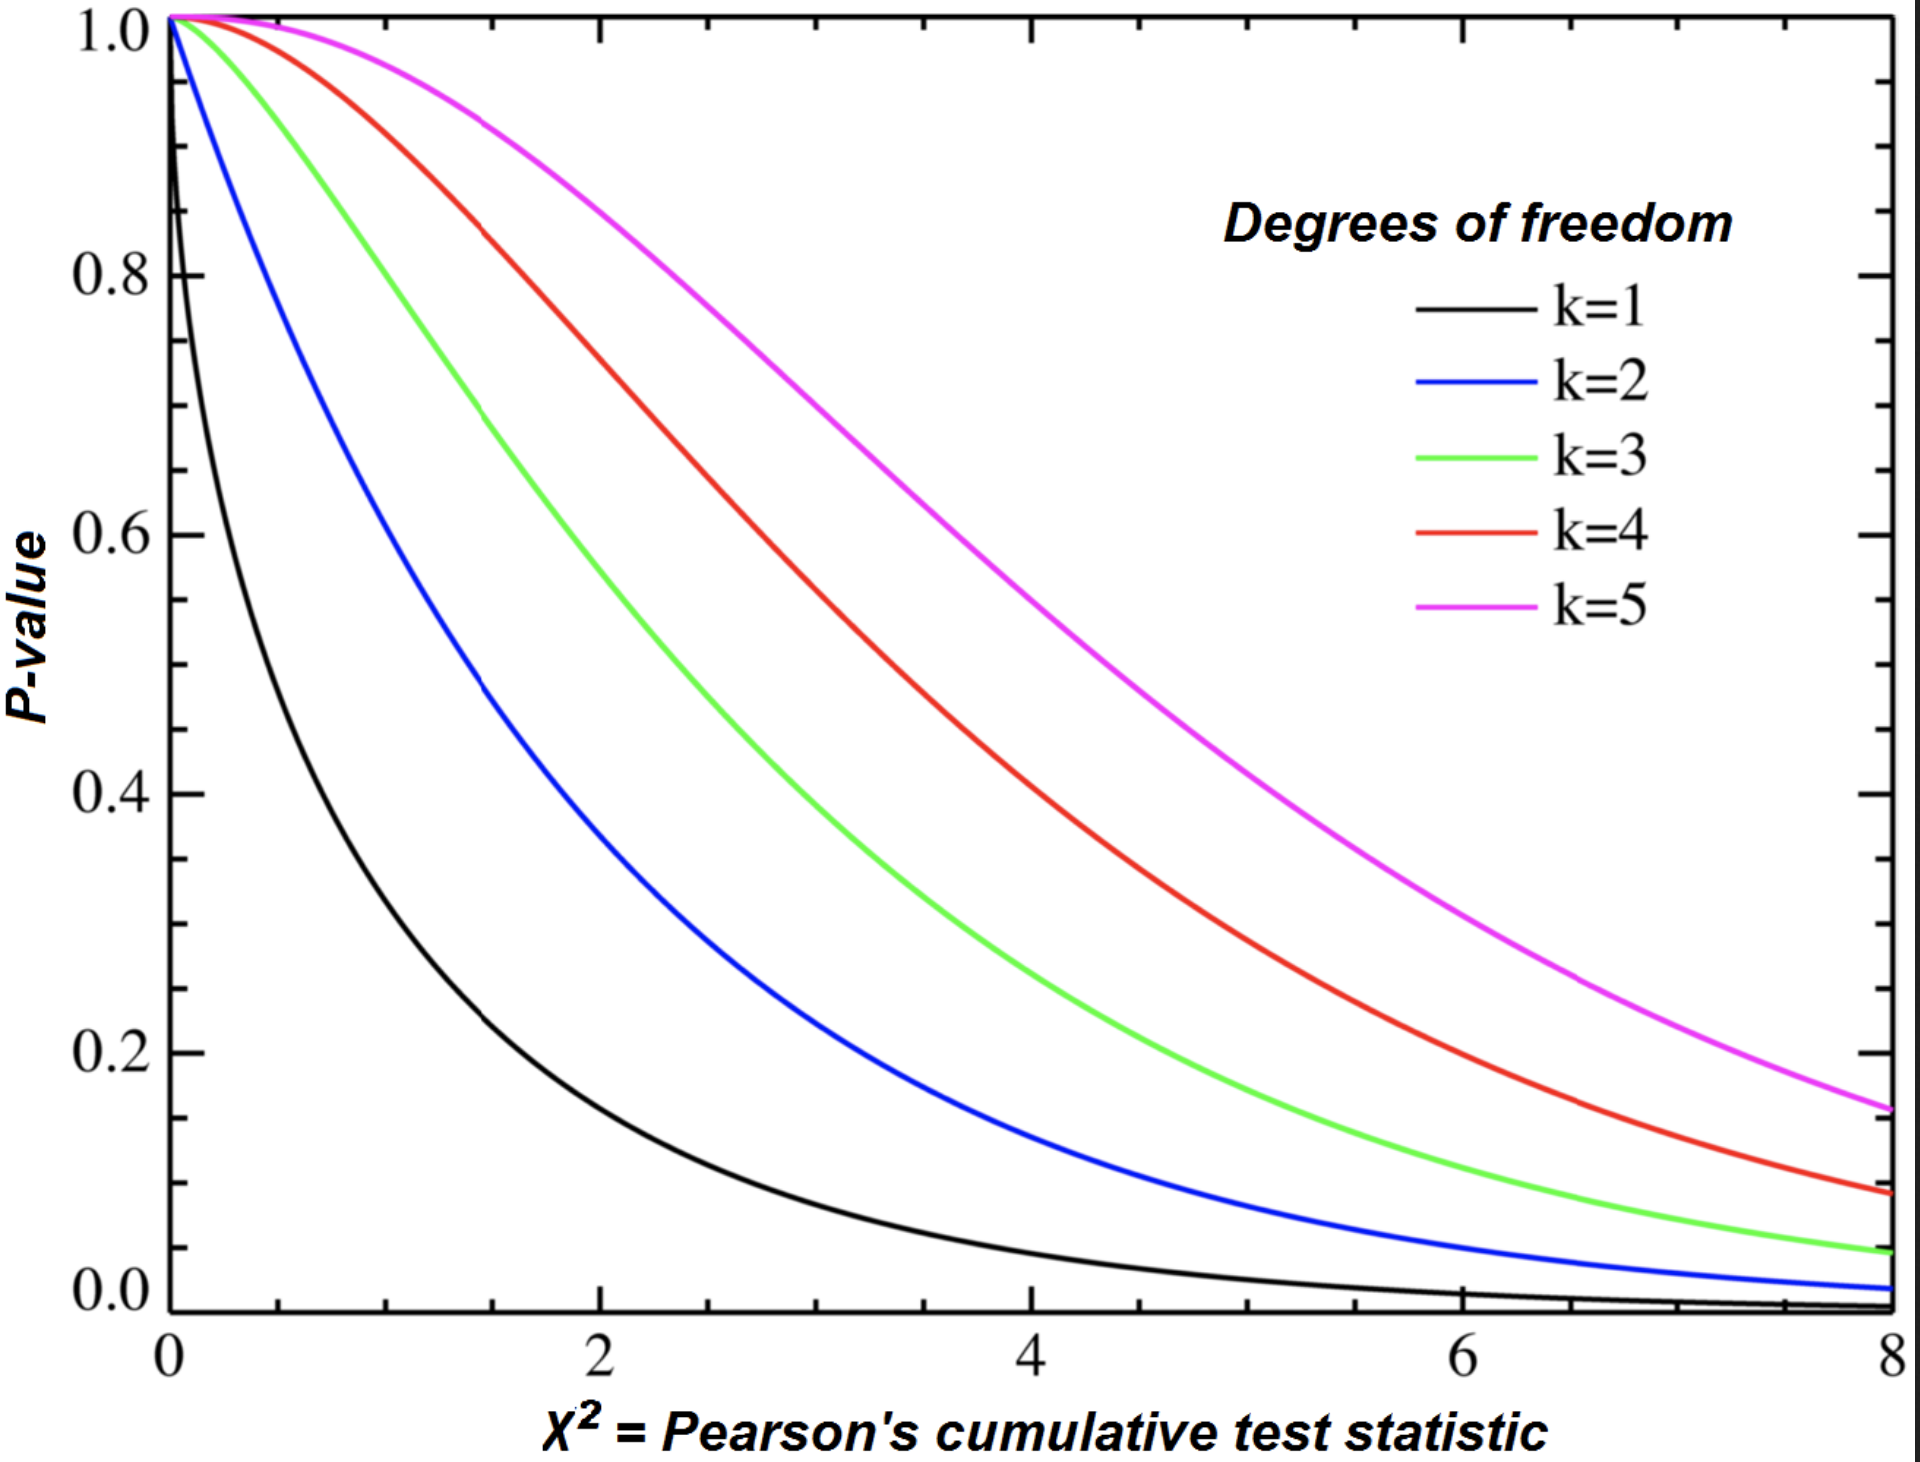 1.0
0.8
0.6
0.4
0.2
0.0
P-value
Degrees of freedom
k=1
k=2
k=3
k=4
k=5
0 2 4 6 8
χ² = Pearson's cumulative test statistic